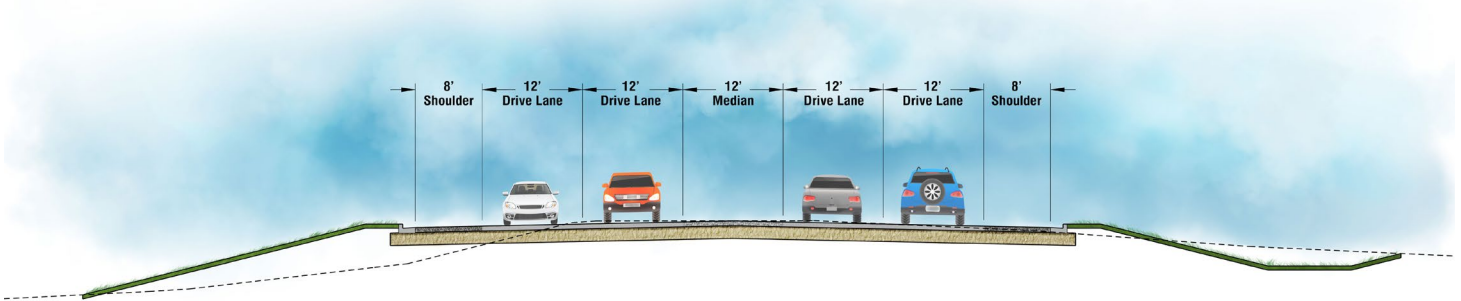 8'
Shoulder
12'
Drive Lane
12'
Drive Lane
12'
Median
12'
Drive Lane
12'
Drive Lane
8'
Shoulder